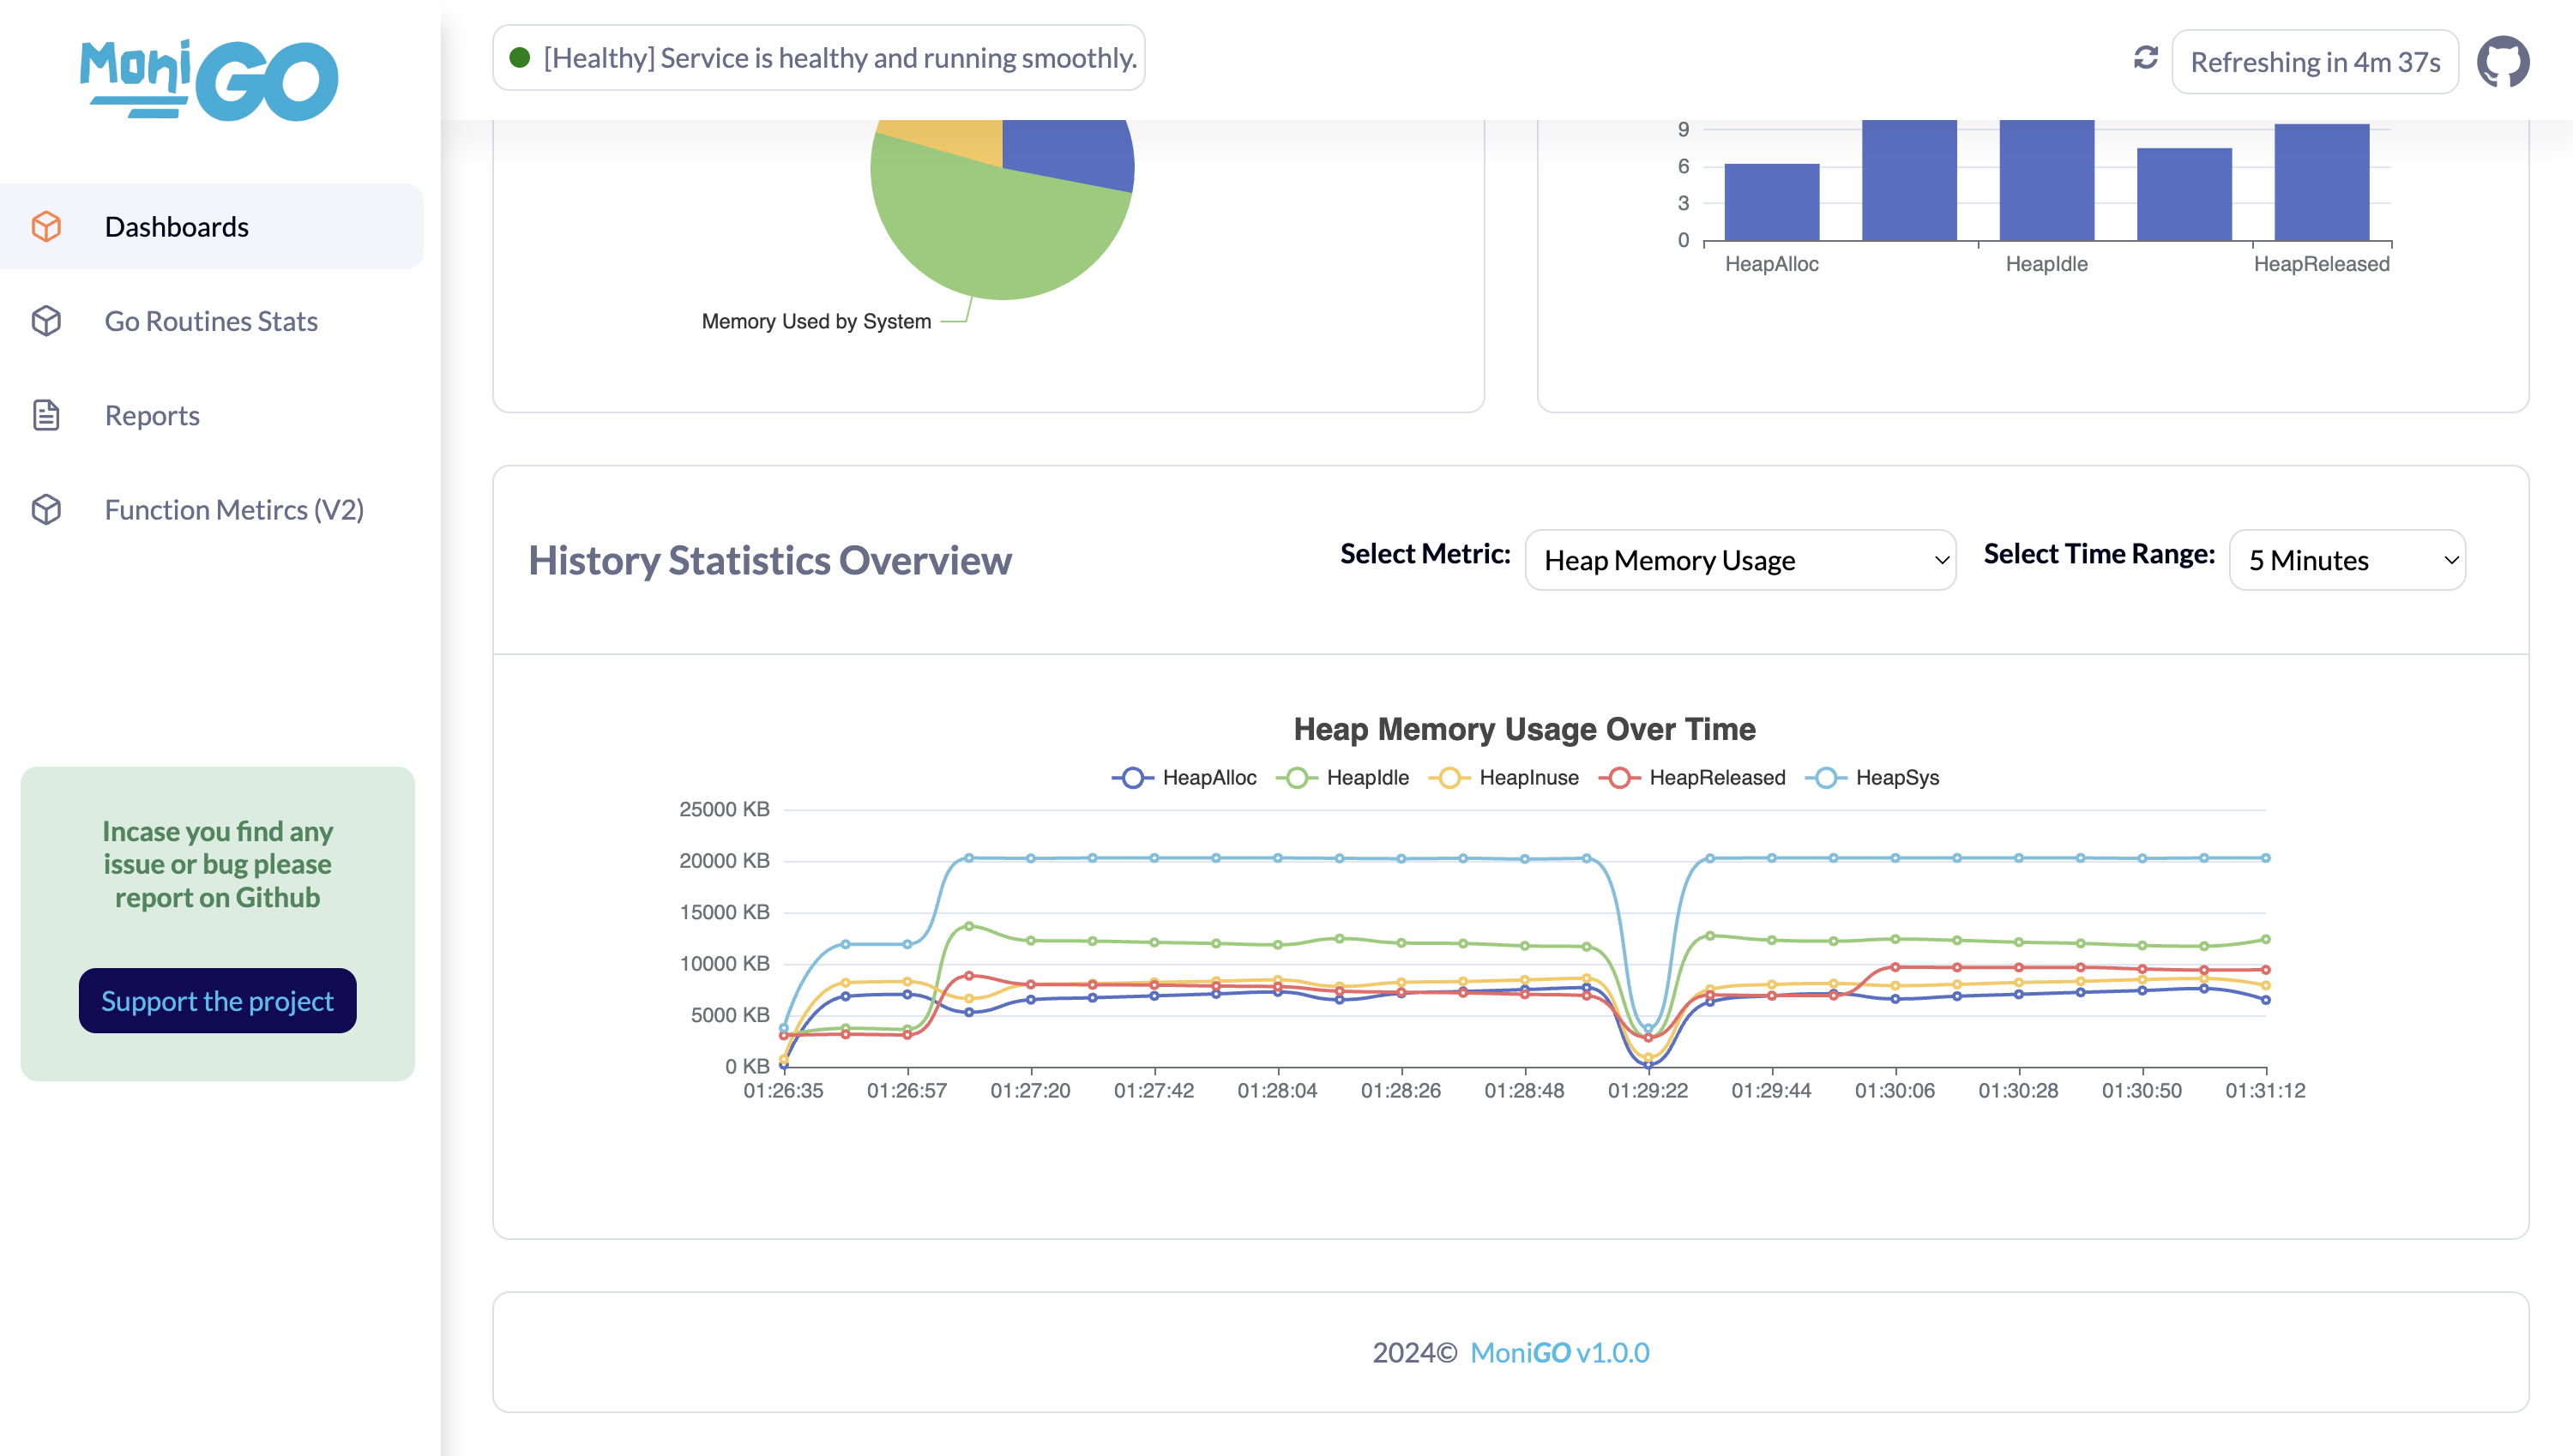 MoniGO
[Healthy] Service is healthy and running smoothly.
Refreshing in 4m 37s
Dashboards
Go Routines Stats
Reports
Function Metircs (V2)
Incase you find any
issue or bug please
report on Github
Support the project
Memory Used by System
9
6
3
0
HeapAlloc HeapIdle HeapReleased
History Statistics Overview
Select Metric: Heap Memory Usage Select Time Range: 5 Minutes
Heap Memory Usage Over Time
HeapAlloc HeapIdle HeapInuse HeapReleased HeapSys
25000 KB
20000 KB
15000 KB
10000 KB
5000 KB
0 KB
01:26:35 01:26:57 01:27:20 01:27:42 01:28:04 01:28:26 01:28:48 01:29:22 01:29:44 01:30:06 01:30:28 01:30:50 01:31:12
2024© MoniGO v1.0.0